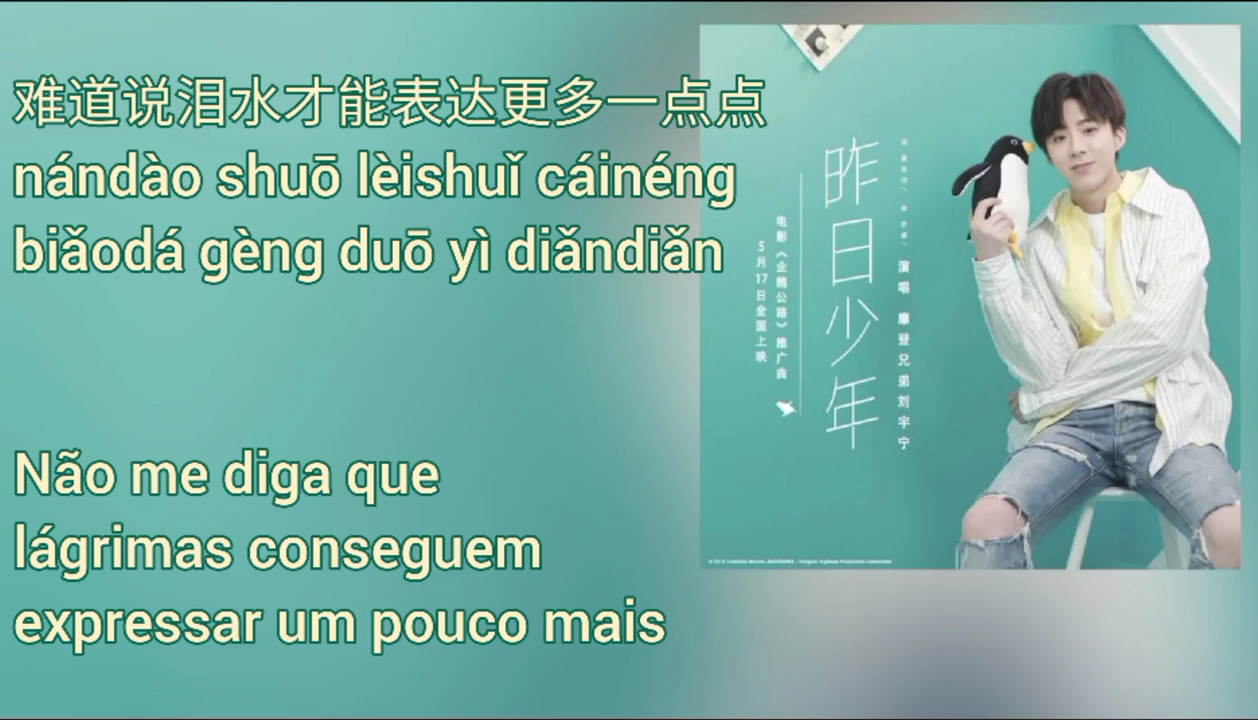 难道说泪水才能表达更多一点点
nándào shuō lèishuǐ cáinéng
biǎodá gèng duō yì diǎndiǎn
Não me diga que
lágrimas conseguem
expressar um pouco mais
昨日少年
演唱 摩登兄弟刘宇宁
电影《企鹅公路》推广曲
5月17日全国上映